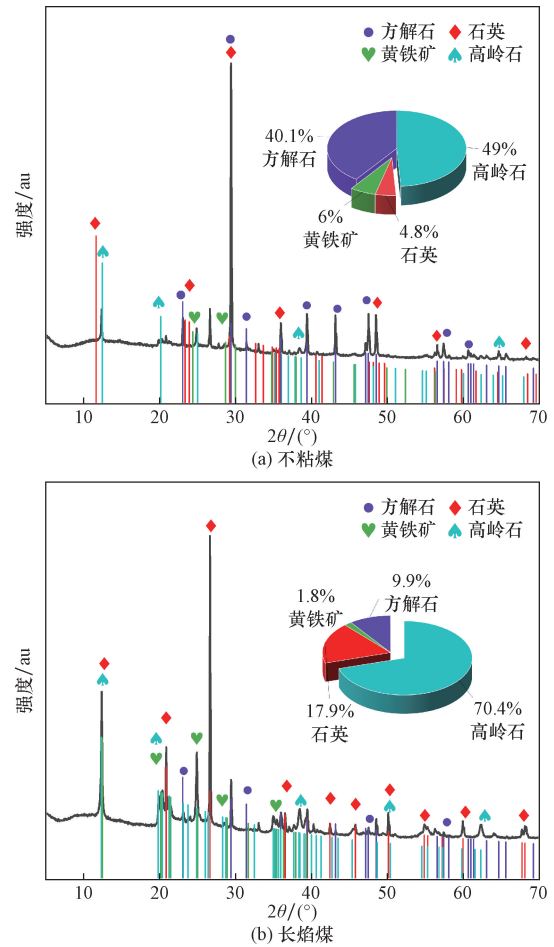 方解石 石英
黄铁矿 高岭石
40.1%
方解石
49%
高岭石
6%
黄铁矿
4.8%
石英
强度/au
10 20 30 40 50 60 70
2θ/(°)
(a) 不粘煤
方解石 石英
黄铁矿 高岭石
9.9%
方解石
1.8%
黄铁矿
17.9%
石英
70.4%
高岭石
强度/au
10 20 30 40 50 60 70
2θ/(°)
(b) 长焰煤